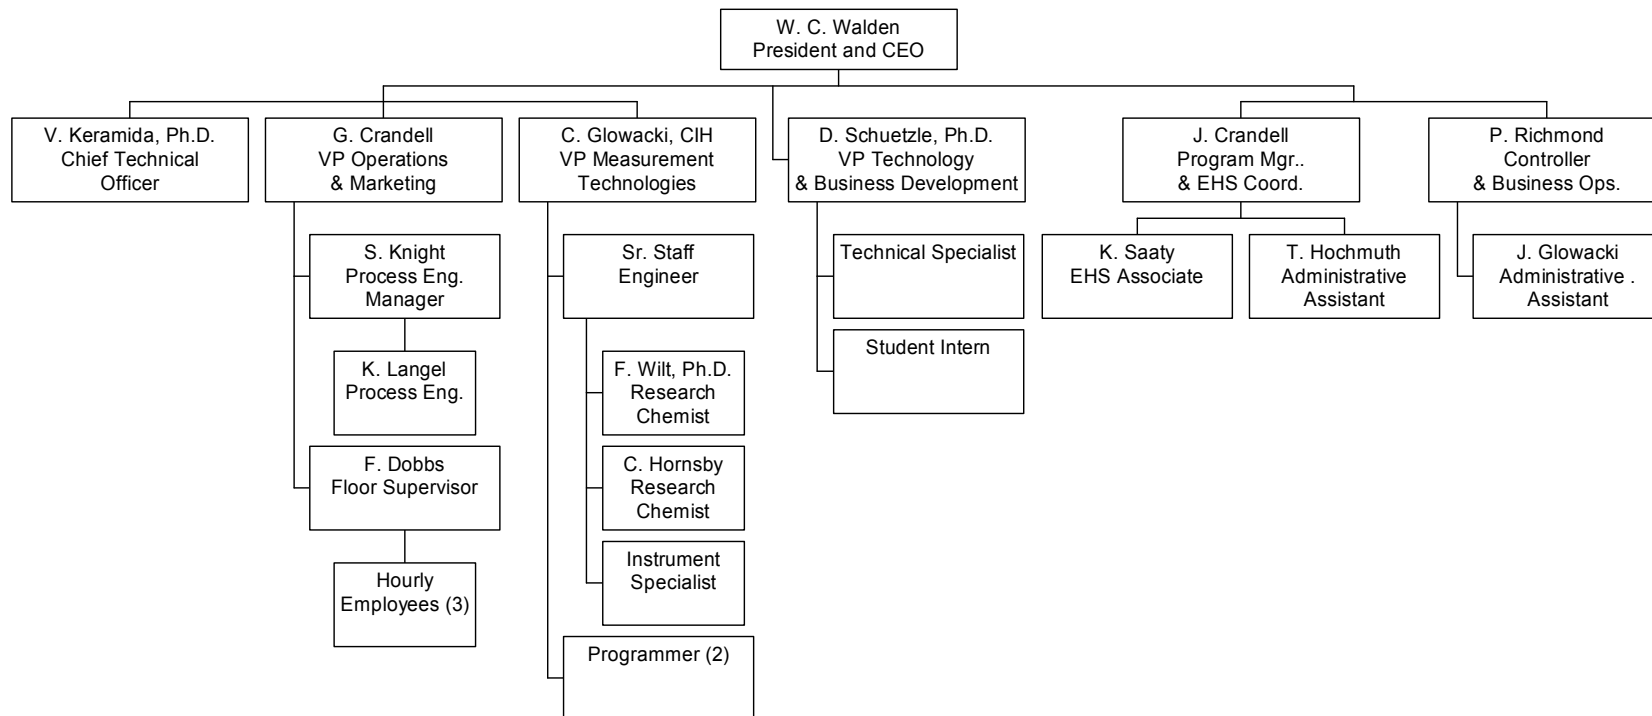 W. C. Walden
President and CEO
V. Keramida, Ph.D.
Chief Technical
Officer
G. Crandell
VP Operations
& Marketing
C. Glowacki, CIH
VP Measurement
Technologies
D. Schuetzle, Ph.D.
VP Technology
& Business Development
J. Crandell
Program Mgr..
& EHS Coord.
P. Richmond
Controller
& Business Ops.
S. Knight
Process Eng.
Manager
K. Langel
Process Eng.
F. Dobbs
Floor Supervisor
Hourly
Employees (3)
Sr. Staff
Engineer
F. Wilt, Ph.D.
Research
Chemist
C. Hornsby
Research
Chemist
Instrument
Specialist
Programmer (2)
Technical Specialist
Student Intern
K. Saaty
EHS Associate
T. Hochmuth
Administrative
Assistant
J. Glowacki
Administrative .
Assistant